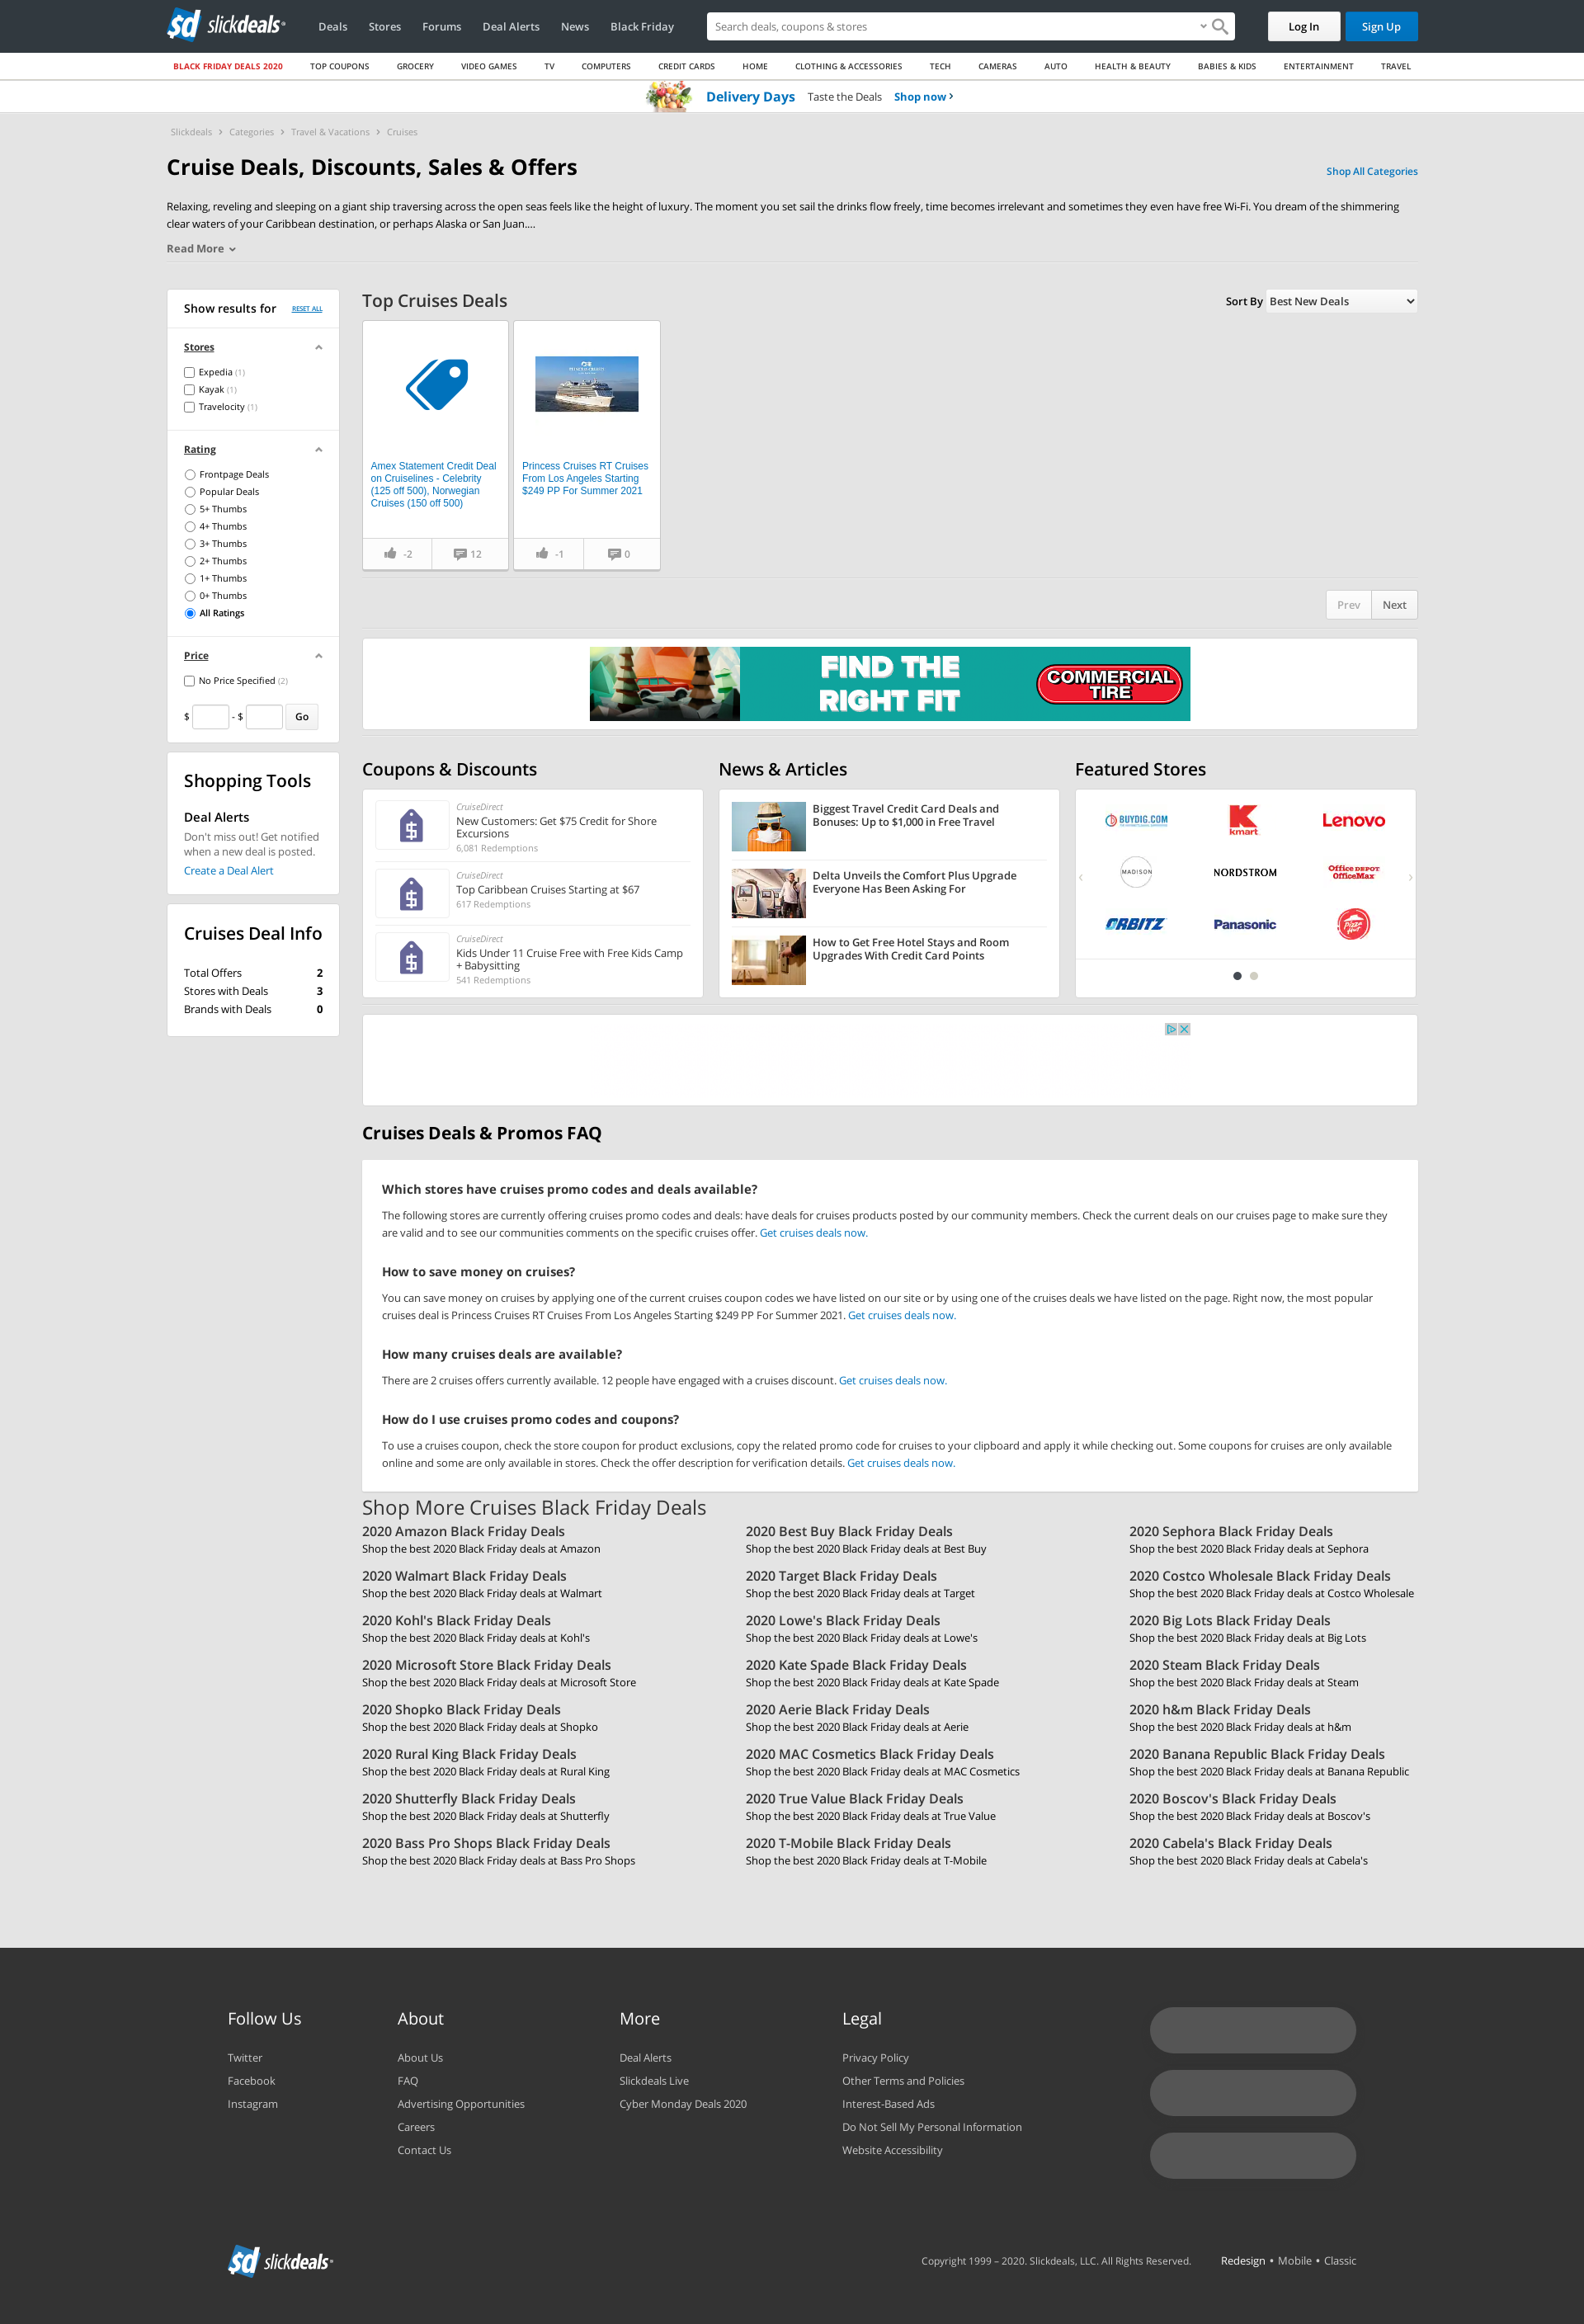 slickdeals
Deals
Stores
Forums
Deal Alerts
News
Black Friday
Search deals, coupons & stores
Log In
Sign Up
BLACK FRIDAY DEALS 2020
TOP COUPONS
GROCERY
VIDEO GAMES
TV
COMPUTERS
CREDIT CARDS
HOME
CLOTHING & ACCESSORIES
TECH
CAMERAS
AUTO
HEALTH & BEAUTY
BABIES & KIDS
ENTERTAINMENT
TRAVEL
Delivery Days Taste the Deals Shop now
Slickdeals › Categories › Travel & Vacations › Cruises
Cruise Deals, Discounts, Sales & Offers
Shop All Categories
Relaxing, reveling and sleeping on a giant ship traversing across the open seas feels like the height of luxury. The moment you set sail the drinks flow freely, time becomes irrelevant and sometimes they even have free Wi-Fi. You dream of the shimmering
clear waters of your Caribbean destination, or perhaps Alaska or San Juan....
Read More
Show results for
RESET ALL
Stores
Expedia (1)
Kayak (1)
Travelocity (1)
Rating
Frontpage Deals
Popular Deals
5+ Thumbs
4+ Thumbs
3+ Thumbs
2+ Thumbs
1+ Thumbs
0+ Thumbs
All Ratings
Price
No Price Specified (2)
$ - $ Go
Shopping Tools
Deal Alerts
Don't miss out! Get notified
when a new deal is posted.
Create a Deal Alert
Cruises Deal Info
Total Offers 2
Stores with Deals 3
Brands with Deals 0
Top Cruises Deals
Sort By Best New Deals
Amex Statement Credit Deal
on Cruiselines - Celebrity
(125 off 500), Norwegian
Cruises (150 off 500)
-2
12
Princess Cruises RT Cruises
From Los Angeles Starting
$249 PP For Summer 2021
-1
0
Prev
Next
FIND THE
RIGHT FIT
COMMERCIAL
TIRE
Coupons & Discounts
CruiseDirect
New Customers: Get $75 Credit for Shore
Excursions
6,081 Redemptions
CruiseDirect
Top Caribbean Cruises Starting at $67
617 Redemptions
CruiseDirect
Kids Under 11 Cruise Free with Free Kids Camp
+ Babysitting
541 Redemptions
News & Articles
Biggest Travel Credit Card Deals and
Bonuses: Up to $1,000 in Free Travel
Delta Unveils the Comfort Plus Upgrade
Everyone Has Been Asking For
How to Get Free Hotel Stays and Room
Upgrades With Credit Card Points
Featured Stores
BUYDIG.COM
kmart
Lenovo
MADISON
NORDSTROM
Office DEPOT
OfficeMax
ORBITZ
Panasonic
Pizza Hut
Cruises Deals & Promos FAQ
Which stores have cruises promo codes and deals available?
The following stores are currently offering cruises promo codes and deals: have deals for cruises products posted by our community members. Check the current deals on our cruises page to make sure they
are valid and to see our communities comments on the specific cruises offer. Get cruises deals now.
How to save money on cruises?
You can save money on cruises by applying one of the current cruises coupon codes we have listed on our site or by using one of the cruises deals we have listed on the page. Right now, the most popular
cruises deal is Princess Cruises RT Cruises From Los Angeles Starting $249 PP For Summer 2021. Get cruises deals now.
How many cruises deals are available?
There are 2 cruises offers currently available. 12 people have engaged with a cruises discount. Get cruises deals now.
How do I use cruises promo codes and coupons?
To use a cruises coupon, check the store coupon for product exclusions, copy the related promo code for cruises to your clipboard and apply it while checking out. Some coupons for cruises are only available
online and some are only available in stores. Check the offer description for verification details. Get cruises deals now.
Shop More Cruises Black Friday Deals
2020 Amazon Black Friday Deals
Shop the best 2020 Black Friday deals at Amazon
2020 Best Buy Black Friday Deals
Shop the best 2020 Black Friday deals at Best Buy
2020 Sephora Black Friday Deals
Shop the best 2020 Black Friday deals at Sephora
2020 Walmart Black Friday Deals
Shop the best 2020 Black Friday deals at Walmart
2020 Target Black Friday Deals
Shop the best 2020 Black Friday deals at Target
2020 Costco Wholesale Black Friday Deals
Shop the best 2020 Black Friday deals at Costco Wholesale
2020 Kohl's Black Friday Deals
Shop the best 2020 Black Friday deals at Kohl's
2020 Lowe's Black Friday Deals
Shop the best 2020 Black Friday deals at Lowe's
2020 Big Lots Black Friday Deals
Shop the best 2020 Black Friday deals at Big Lots
2020 Microsoft Store Black Friday Deals
Shop the best 2020 Black Friday deals at Microsoft Store
2020 Kate Spade Black Friday Deals
Shop the best 2020 Black Friday deals at Kate Spade
2020 Steam Black Friday Deals
Shop the best 2020 Black Friday deals at Steam
2020 Shopko Black Friday Deals
Shop the best 2020 Black Friday deals at Shopko
2020 Aerie Black Friday Deals
Shop the best 2020 Black Friday deals at Aerie
2020 h&m Black Friday Deals
Shop the best 2020 Black Friday deals at h&m
2020 Rural King Black Friday Deals
Shop the best 2020 Black Friday deals at Rural King
2020 MAC Cosmetics Black Friday Deals
Shop the best 2020 Black Friday deals at MAC Cosmetics
2020 Banana Republic Black Friday Deals
Shop the best 2020 Black Friday deals at Banana Republic
2020 Shutterfly Black Friday Deals
Shop the best 2020 Black Friday deals at Shutterfly
2020 True Value Black Friday Deals
Shop the best 2020 Black Friday deals at True Value
2020 Boscov's Black Friday Deals
Shop the best 2020 Black Friday deals at Boscov's
2020 Bass Pro Shops Black Friday Deals
Shop the best 2020 Black Friday deals at Bass Pro Shops
2020 T-Mobile Black Friday Deals
Shop the best 2020 Black Friday deals at T-Mobile
2020 Cabela's Black Friday Deals
Shop the best 2020 Black Friday deals at Cabela's
Follow Us
Twitter
Facebook
Instagram
About
About Us
FAQ
Advertising Opportunities
Careers
Contact Us
More
Deal Alerts
Slickdeals Live
Cyber Monday Deals 2020
Legal
Privacy Policy
Other Terms and Policies
Interest-Based Ads
Do Not Sell My Personal Information
Website Accessibility
slickdeals
Copyright 1999 – 2020. Slickdeals, LLC. All Rights Reserved.
Redesign • Mobile • Classic